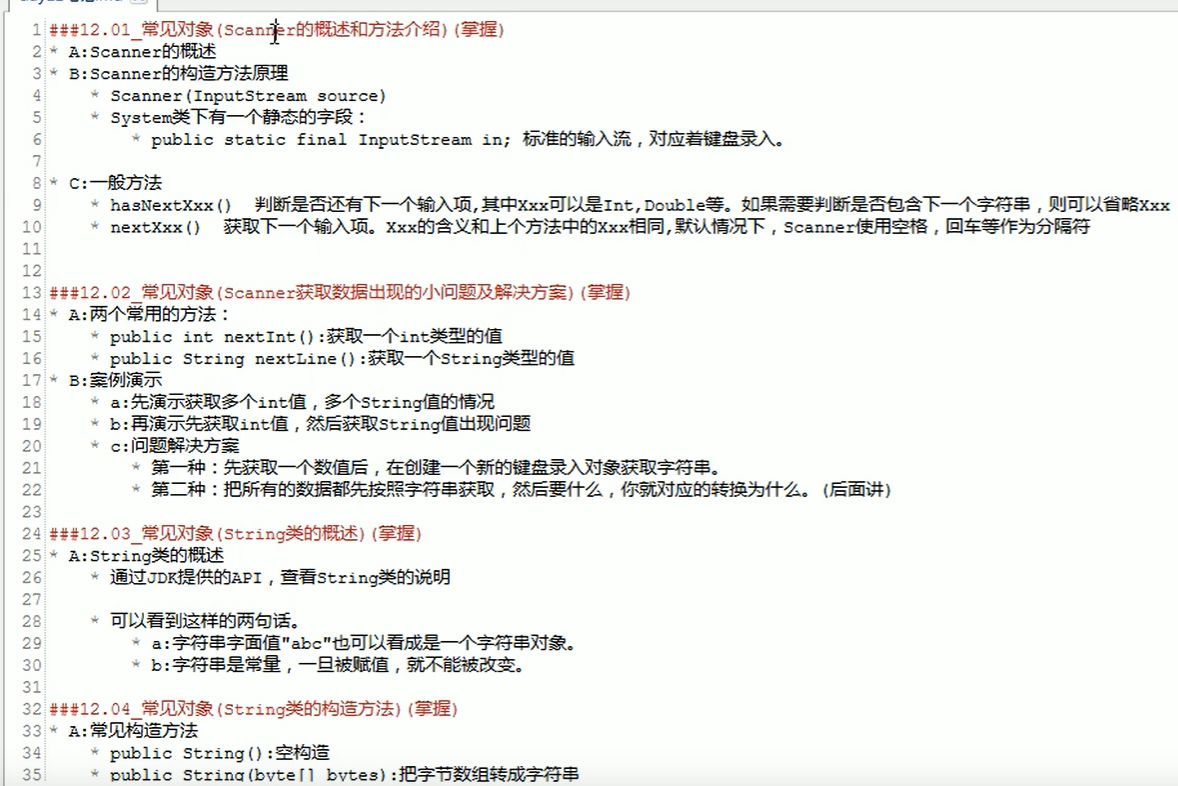 1 ###12.01_常见对象(Scanner的概述和方法介绍)(掌握)
2 * A:Scanner的概述
3 * B:Scanner的构造方法原理
4 * Scanner(InputStream source)
5 * System类下有一个静态的字段：
6 * public static final InputStream in; 标准的输入流，对应着键盘录入。
7
8 * C:一般方法
9 * hasNextXxx() 判断是否还有下一个输入项,其中Xxx可以是Int,Double等。如果需要判断是否包含下一个字符串，则可以省略Xxx
10 * nextXxx() 获取下一个输入项。Xxx的含义和上个方法中的Xxx相同,默认情况下，Scanner使用空格，回车等作为分隔符
11
12
13 ###12.02_常见对象(Scanner获取数据出现的小问题及解决方案)(掌握)
14 * A:两个常用的方法：
15 * public int nextInt():获取一个int类型的值
16 * public String nextLine():获取一个String类型的值
17 * B:案例演示
18 * a:先演示获取多个int值，多个String值的情况
19 * b:再演示先获取int值，然后获取String值出现问题
20 * c:问题解决方案
21 * 第一种：先获取一个数值后，在创建一个新的键盘录入对象获取字符串。
22 * 第二种：把所有的数据都先按照字符串获取，然后要什么，你就对应的转换为什么。(后面讲)
23
24 ###12.03_常见对象(String类的概述)(掌握)
25 * A:String类的概述
26 * 通过JDK提供的API，查看String类的说明
27
28 * 可以看到这样的两句话。
29 * a:字符串字面值"abc"也可以看成是一个字符串对象。
30 * b:字符串是常量，一旦被赋值，就不能被改变。
31
32 ###12.04_常见对象(String类的构造方法)(掌握)
33 * A:常见构造方法
34 * public String():空构造
35 * public String(byte[] bytes):把字节数组转成字符串